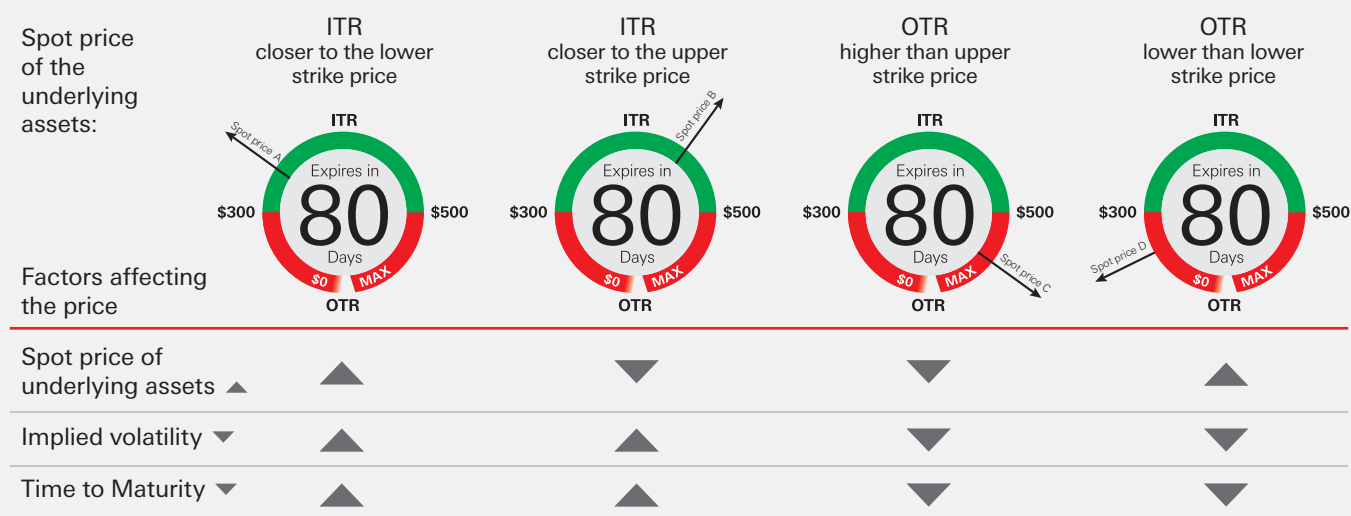 Spot price
of the
underlying
assets:
ITR
closer to the lower
strike price
ITR
closer to the upper
strike price
OTR
higher than upper
strike price
OTR
lower than lower
strike price
Spot price A
ITR
Expires in
80
Days
$300
$500
$0
MAX
OTR
Spot price B
ITR
Expires in
80
Days
$300
$500
$0
MAX
OTR
ITR
Expires in
80
Days
$300
$500
$0
MAX
OTR
Spot price C
ITR
Expires in
80
Days
$300
$500
$0
MAX
OTR
Spot price D
Factors affecting
the price
Spot price of
underlying assets ▲
▲
▼
▼
▲
Implied volatility ▼
▲
▲
▼
▼
Time to Maturity ▼
▲
▲
▼
▼